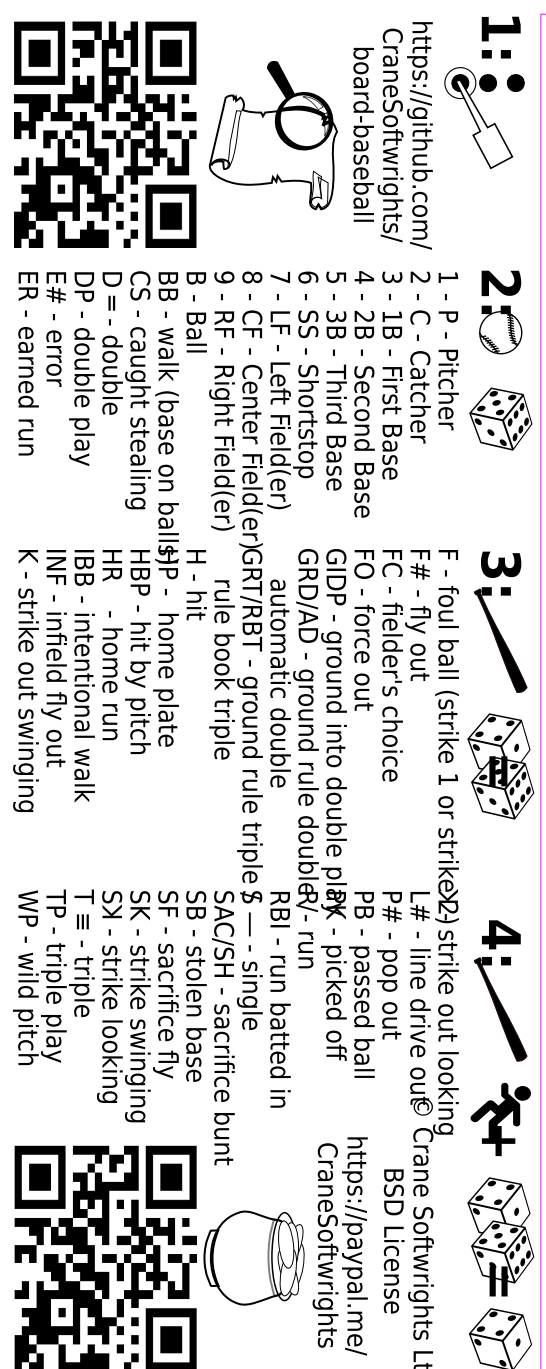 1:
https://github.com/
CraneSoftwrights/
board-baseball
2:
1 - P - Pitcher
2 - C - Catcher
3 - 1B - First Base
4 - 2B - Second Base
5 - 3B - Third Base
6 - SS - Shortstop
7 - LF - Left Field(er)
8 - CF - Center Field(er)
9 - RF - Right Field(er)
B - Ball
BB - walk (base on balls)
CS - caught stealing
D = - double
DP - double play
E# - error
ER - earned run
3:
=
F - foul ball (strike 1 or strike 2)
F# - fly out
FC - fielder's choice
FO - force out
GIDP - ground into double play
GRD/AD - ground rule double/
automatic double
GRT/RBT - ground rule triple /
rule book triple
H - hit
HP - home plate
HBP - hit by pitch
HR - home run
IBB - intentional walk
INF - infield fly out
K - strike out swinging
4:
+
=
ꓘ - strike out looking
L# - line drive out
P# - pop out
PB - passed ball
PK - picked off
R - run
RBI - run batted in
S — - single
SAC/SH - sacrifice bunt
SB - stolen base
SF - sacrifice fly
SK - strike swinging
Sꓘ - strike looking
T ≡ - triple
TP - triple play
WP - wild pitch
© Crane Softwrights Lt
BSD License
https://paypal.me/
CraneSoftwrights